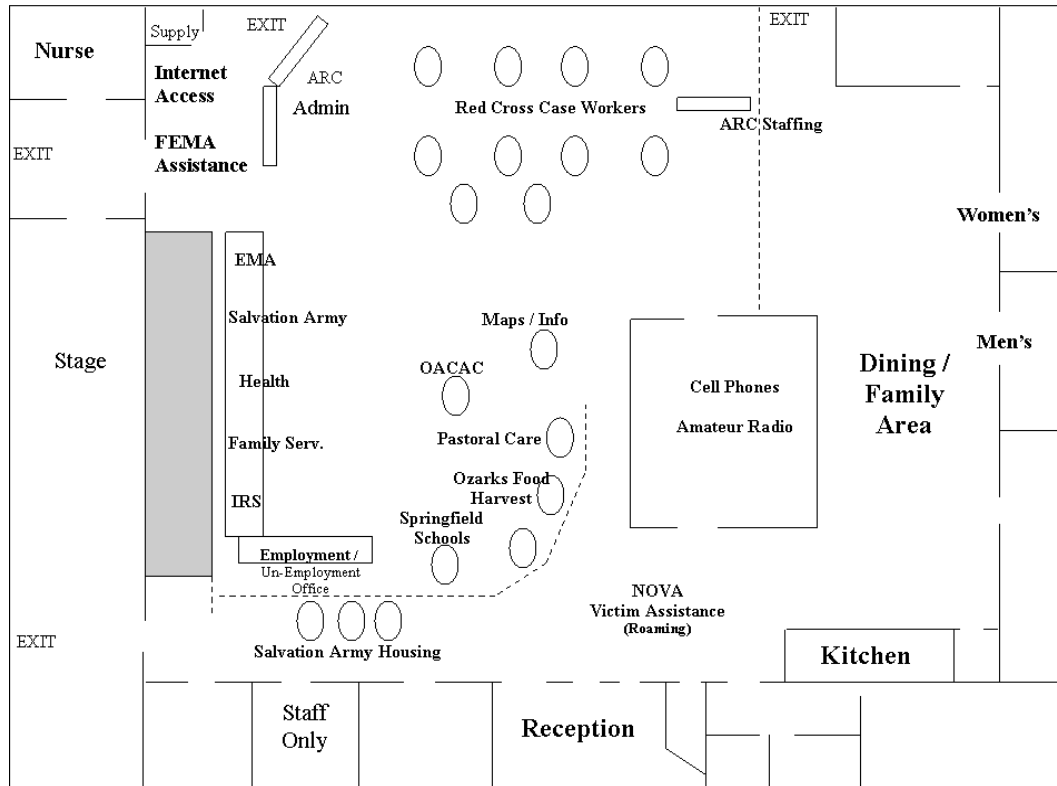 Supply
EXIT
EXIT
Nurse
Internet
Access
ARC
Admin
Red Cross Case Workers
ARC Staffing
EXIT
FEMA
Assistance
Women's
EMA
Salvation Army
Maps / Info
Stage
Health
OACAC
Men's
Dining /
Family
Area
Cell Phones
Amateur Radio
Family Serv.
Pastoral Care
Ozarks Food
Harvest
IRS
Springfield
Schools
Employment /
Un-Employment
Office
NOVA
Victim Assistance
(Roaming)
EXIT
Salvation Army Housing
Kitchen
Staff
Only
Reception